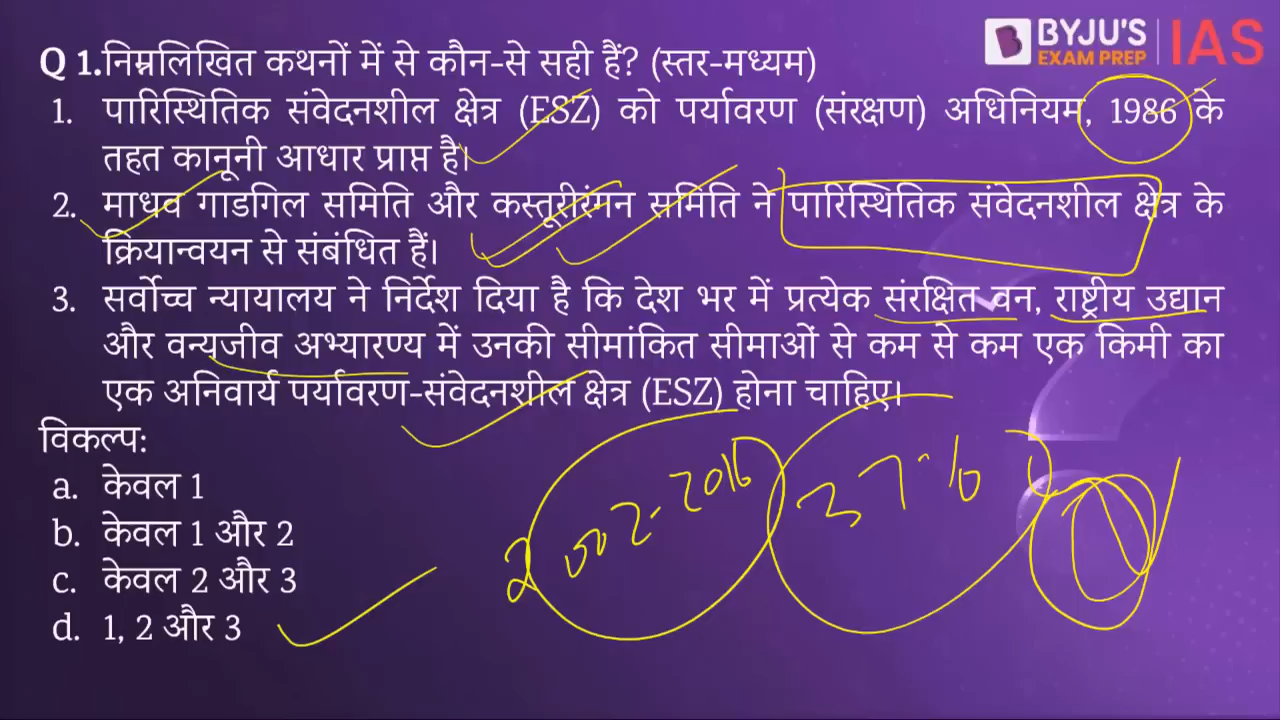 BYJU'S
EXAM PREP
IAS
Q 1.निम्नलिखित कथनों में से कौन-से सही हैं? (स्तर-मध्यम)
1. पारिस्थितिक संवेदनशील क्षेत्र (ESZ) को पर्यावरण (संरक्षण) अधिनियम, 1986 के
तहत कानूनी आधार प्राप्त है।
2. माधव गाडगिल समिति और कस्तूरीरंगन समिति ने पारिस्थितिक संवेदनशील क्षेत्र के
क्रियान्वयन से संबंधित हैं।
3. सर्वोच्च न्यायालय ने निर्देश दिया है कि देश भर में प्रत्येक संरक्षित वन, राष्ट्रीय उद्यान
और वन्यजीव अभ्यारण्य में उनकी सीमांकित सीमाओं से कम से कम एक किमी का
एक अनिवार्य पर्यावरण-संवेदनशील क्षेत्र (ESZ) होना चाहिए।
विकल्प:
a. केवल 1
b. केवल 1 और 2
c. केवल 2 और 3
d. 1, 2 और 3
2002-2016